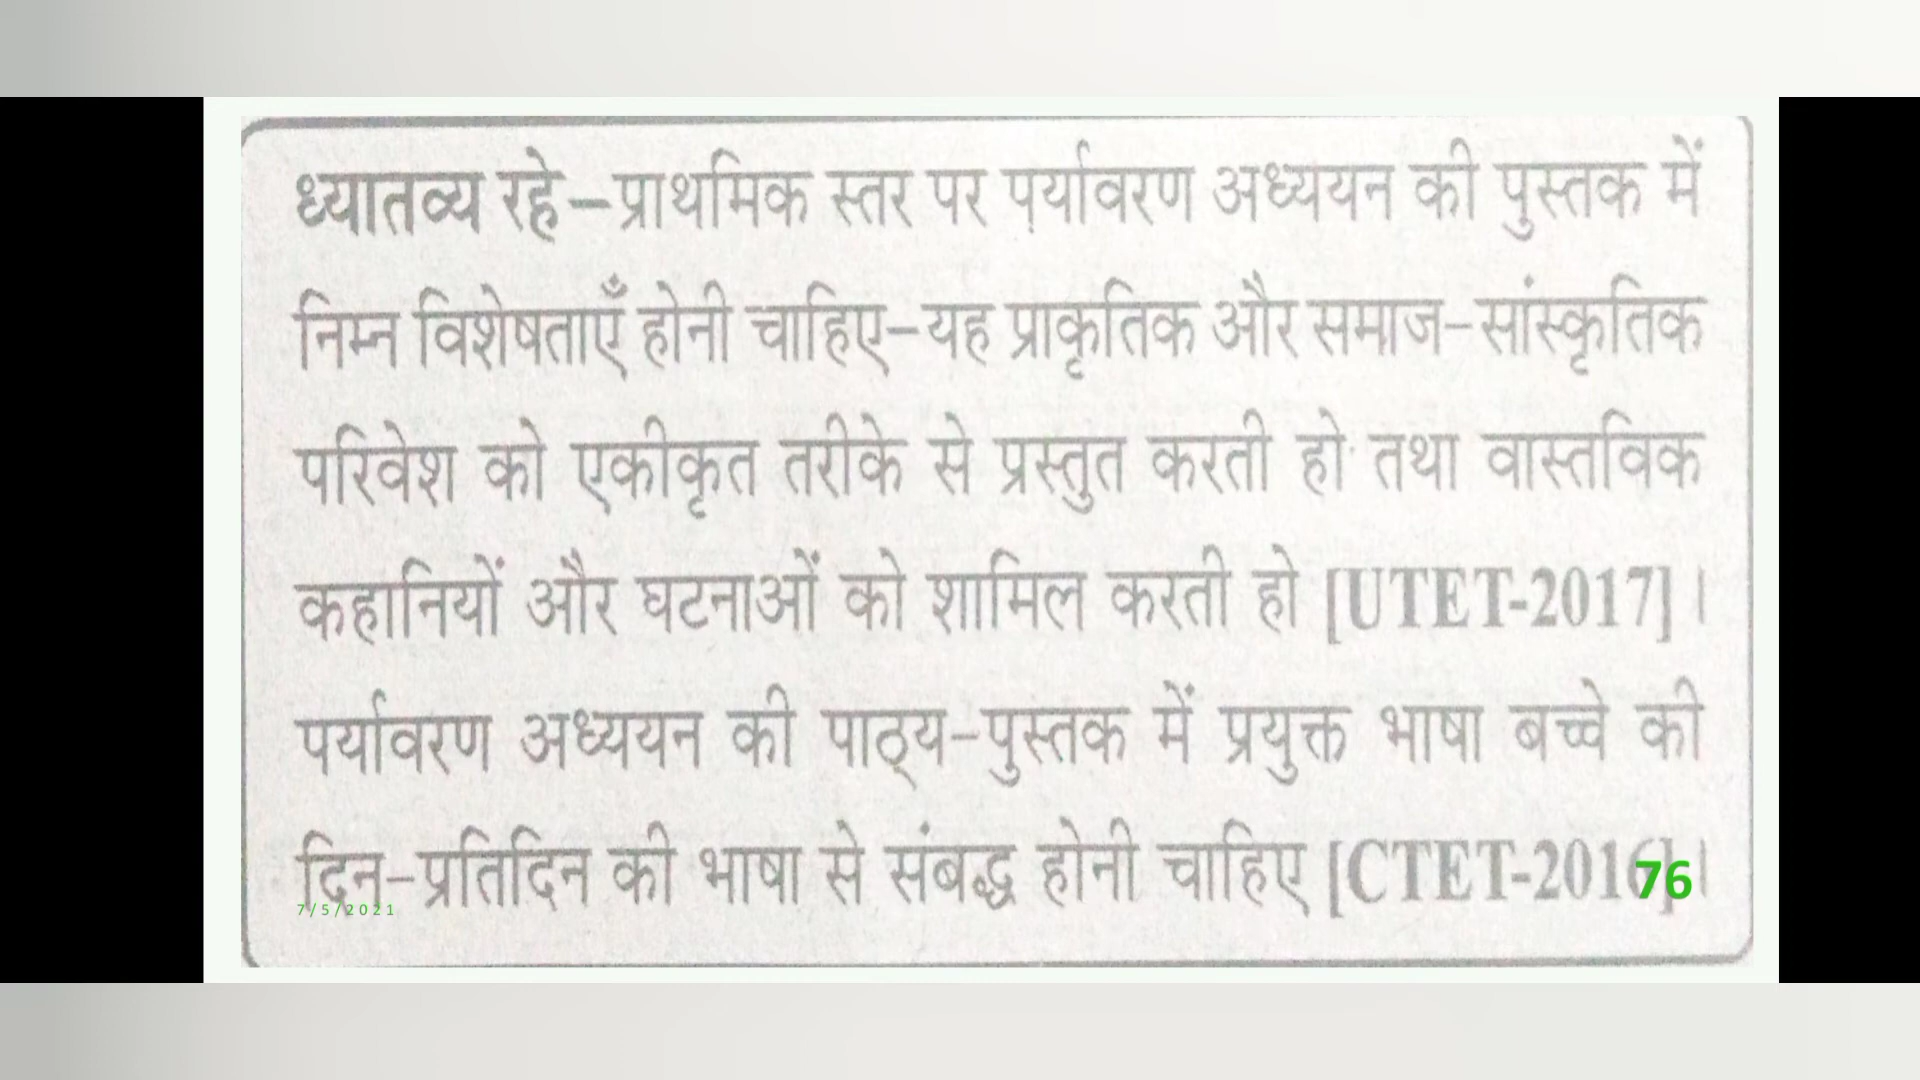 ध्यातव्य रहे–प्राथमिक स्तर पर पर्यावरण अध्ययन की पुस्तक में
निम्न विशेषताएँ होनी चाहिए–यह प्राकृतिक और समाज-सांस्कृतिक
परिवेश को एकीकृत तरीके से प्रस्तुत करती हो तथा वास्तविक
कहानियों और घटनाओं को शामिल करती हो [UTET-2017]।
पर्यावरण अध्ययन की पाठ्य-पुस्तक में प्रयुक्त भाषा बच्चे की
दिन-प्रतिदिन की भाषा से संबद्ध होनी चाहिए [CTET-2016]।
7/5/2021
76